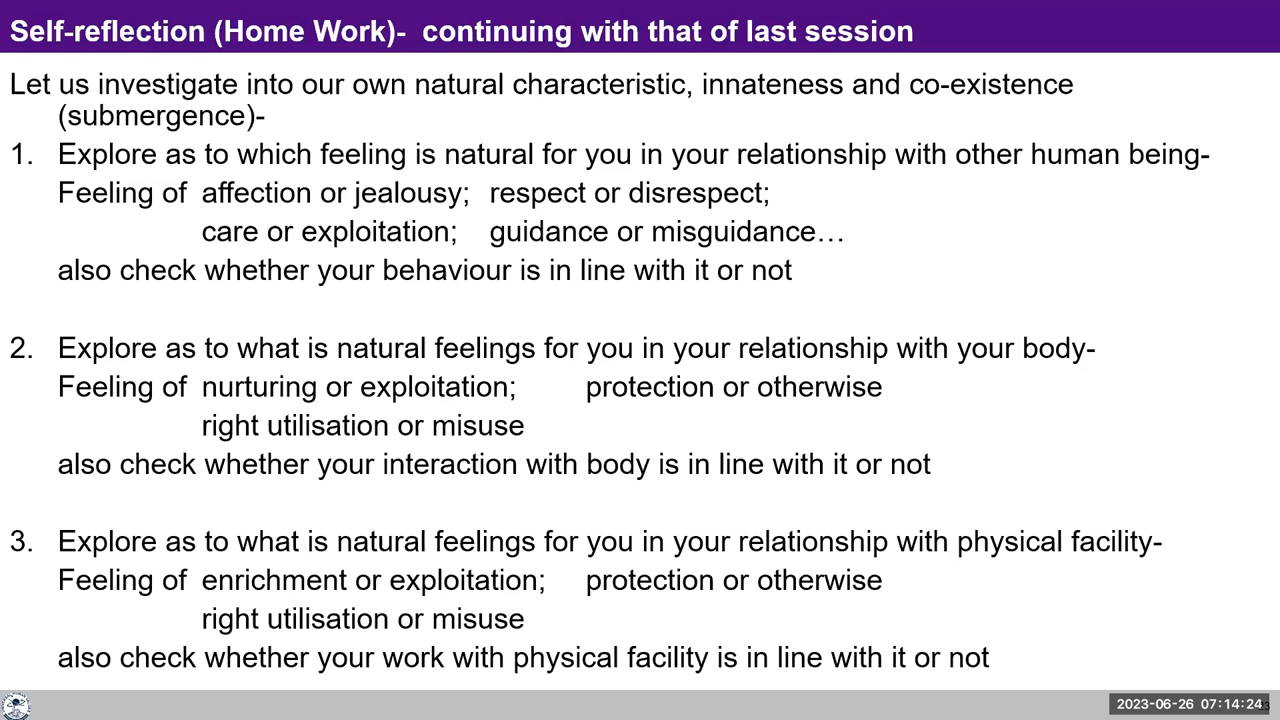 Self-reflection (Home Work)- continuing with that of last session
Let us investigate into our own natural characteristic, innateness and co-existence
(submergence)-
1. Explore as to which feeling is natural for you in your relationship with other human being-
Feeling of affection or jealousy; respect or disrespect;
care or exploitation; guidance or misguidance…
also check whether your behaviour is in line with it or not
2. Explore as to what is natural feelings for you in your relationship with your body-
Feeling of nurturing or exploitation; protection or otherwise
right utilisation or misuse
also check whether your interaction with body is in line with it or not
3. Explore as to what is natural feelings for you in your relationship with physical facility-
Feeling of enrichment or exploitation; protection or otherwise
right utilisation or misuse
also check whether your work with physical facility is in line with it or not
2023-06-26 07:14:24